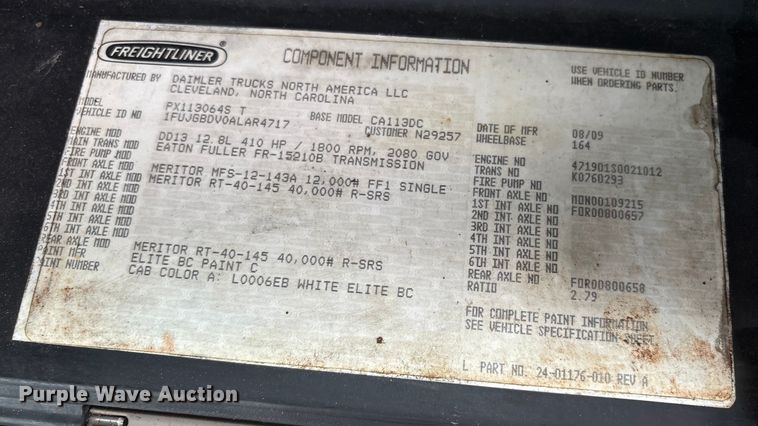 FREIGHTLINER
COMPONENT INFORMATION
USE VEHICLE ID NUMBER
WHEN ORDERING PARTS.
MANUFACTURED BY DAIMLER TRUCKS NORTH AMERICA LLC
CLEVELAND, NORTH CAROLINA
MODEL PX113064S T BASE MODEL CA113DC
VEHICLE ID NO 1FUJGBDV0ALAR4717 CUSTOMER N29257
DATE OF MFR 08/09
WHEELBASE 164
ENGINE MOD DD13 12.8L 410 HP / 1800 RPM, 2080 GOV
MAIN TRANS MOD EATON FULLER FR-15210B TRANSMISSION
FIRE PUMP MOD
FRONT AXLE MOD MERITOR MFS-12-143A 12,000# FF1 SINGLE
1ST INT AXLE MOD MERITOR RT-40-145 40,000# R-SRS
2ND INT AXLE MOD
3RD INT AXLE MOD
4TH INT AXLE MOD
5TH INT AXLE MOD
6TH INT AXLE MOD
REAR AXLE MOD MERITOR RT-40-145 40,000# R-SRS
PAINT MFR ELITE BC PAINT C
PAINT NUMBER CAB COLOR A: L0006EB WHITE ELITE BC
ENGINE NO 471901S0021012
TRANS NO K0760293
FIRE PUMP NO
FRONT AXLE NO MON00109215
1ST INT AXLE NO FOR00800657
2ND INT AXLE NO
3RD INT AXLE NO
4TH INT AXLE NO
5TH INT AXLE NO
6TH INT AXLE NO
REAR AXLE NO FOR00800658
RATIO 2.79
FOR COMPLETE PAINT INFORMATION
SEE VEHICLE SPECIFICATION SHEET
L PART NO. 24-01176-010 REV A
Purple Wave Auction